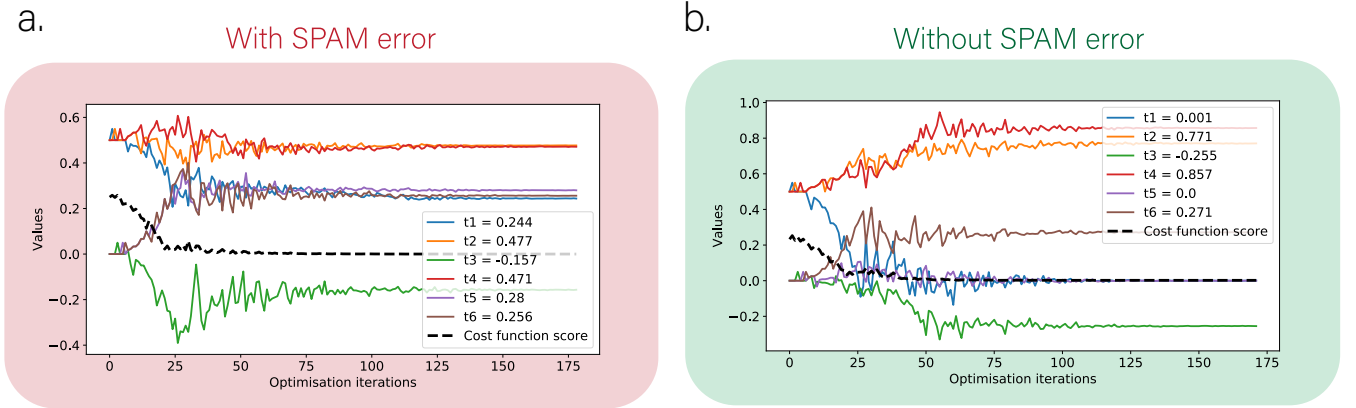 a.
With SPAM error
0.6
0.4
0.2
0.0
−0.2
−0.4
Values
0
25
50
75
100
125
150
175
Optimisation iterations
t1 = 0.244
t2 = 0.477
t3 = -0.157
t4 = 0.471
t5 = 0.28
t6 = 0.256
Cost function score
b.
Without SPAM error
1.0
0.8
0.6
0.4
0.2
0.0
−0.2
Values
0
25
50
75
100
125
150
175
Optimisation iterations
t1 = 0.001
t2 = 0.771
t3 = -0.255
t4 = 0.857
t5 = 0.0
t6 = 0.271
Cost function score